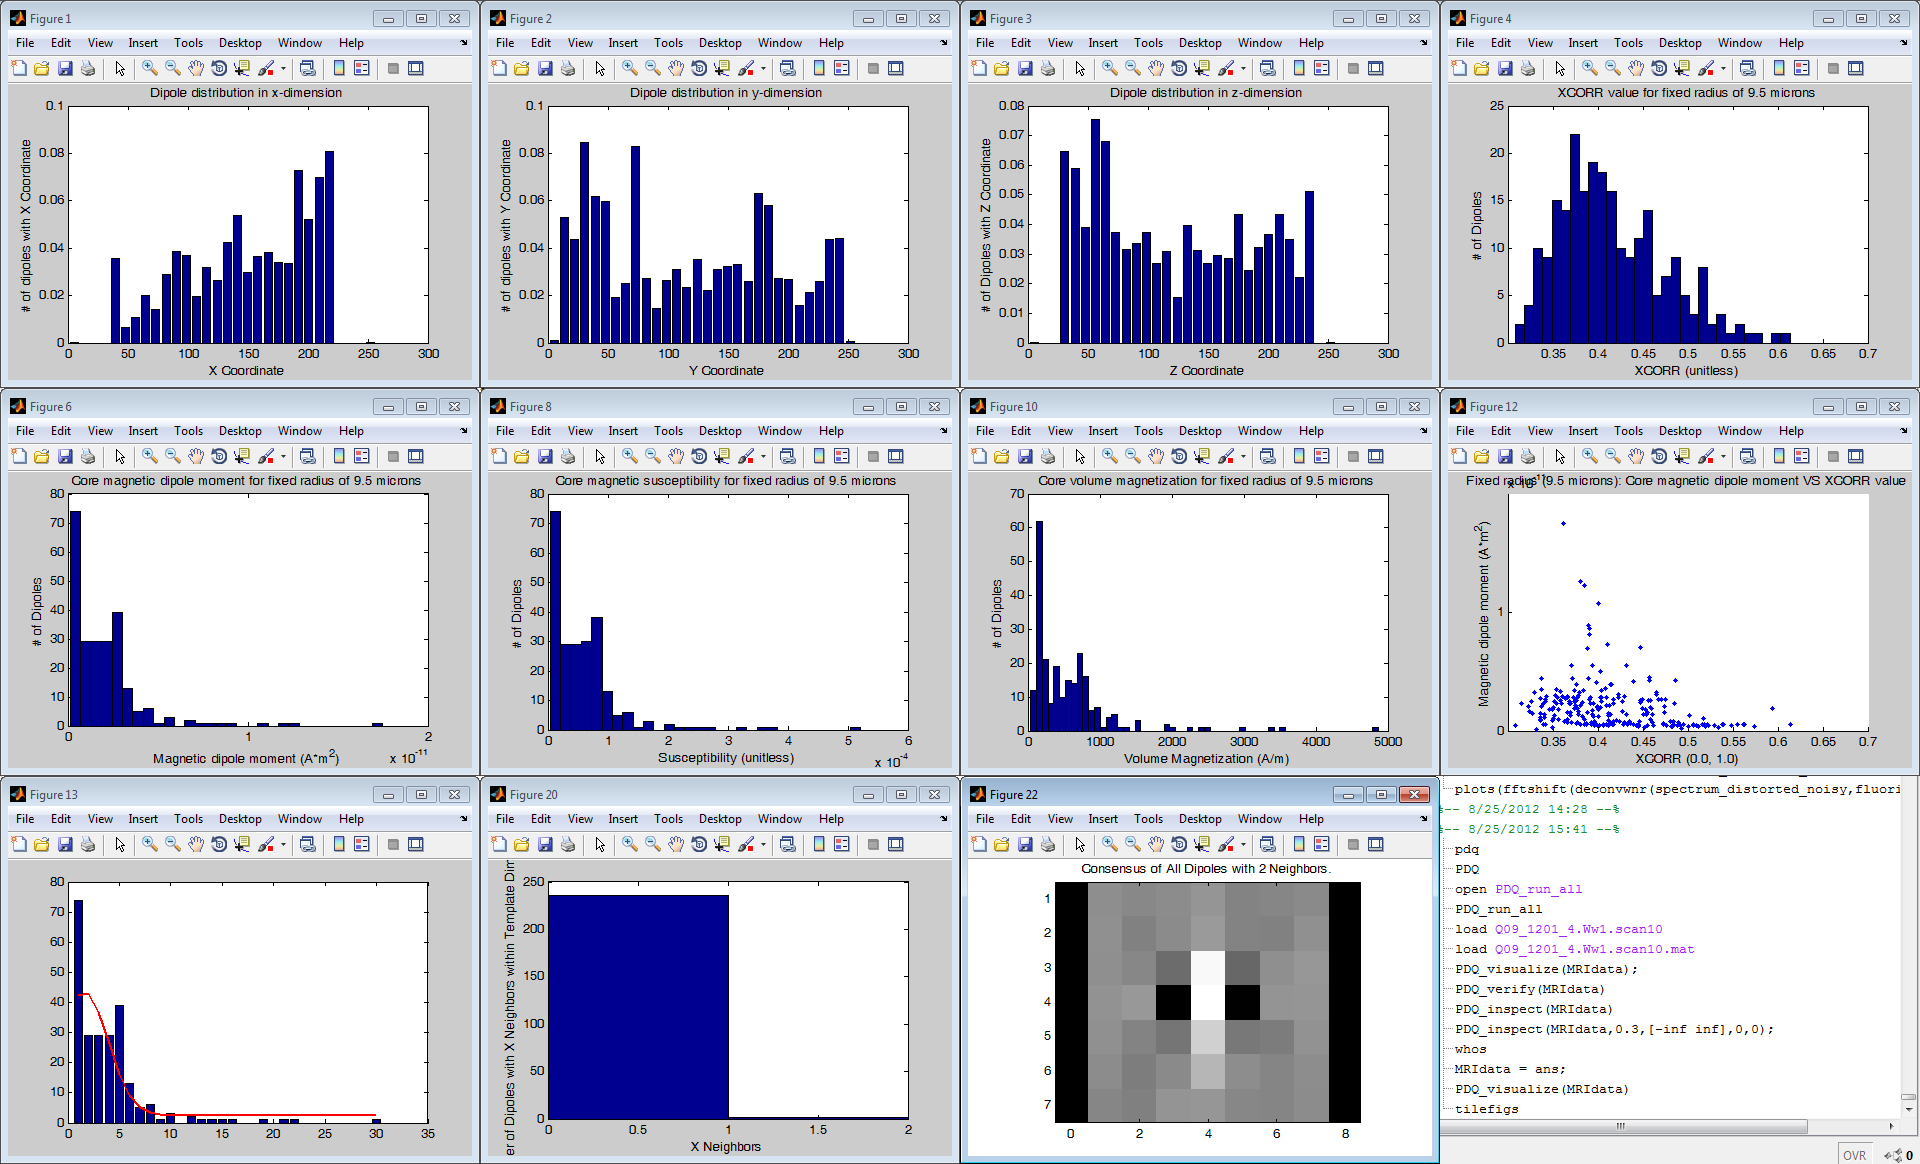 Figure 1
File Edit View Insert Tools Desktop Window Help
Dipole distribution in x-dimension
# of dipoles with X Coordinate
0.1
0.08
0.06
0.04
0.02
0
0 50 100 150 200 250 300
X Coordinate
Figure 2
File Edit View Insert Tools Desktop Window Help
Dipole distribution in y-dimension
# of dipoles with Y Coordinate
0.1
0.08
0.06
0.04
0.02
0
0 50 100 150 200 250 300
Y Coordinate
Figure 3
File Edit View Insert Tools Desktop Window Help
Dipole distribution in z-dimension
# of Dipoles with Z Coordinate
0.08
0.07
0.06
0.05
0.04
0.03
0.02
0.01
0
0 50 100 150 200 250 300
Z Coordinate
Figure 4
File Edit View Insert Tools Desktop Window Help
XCORR value for fixed radius of 9.5 microns
# of Dipoles
25
20
15
10
5
0
0.35 0.4 0.45 0.5 0.55 0.6 0.65 0.7
XCORR (unitless)
Figure 6
File Edit View Insert Tools Desktop Window Help
Core magnetic dipole moment for fixed radius of 9.5 microns
# of Dipoles
80
70
60
50
40
30
20
10
0
0 1 2
Magnetic dipole moment (A*m²)
x 10⁻¹¹
Figure 8
File Edit View Insert Tools Desktop Window Help
Core magnetic susceptibility for fixed radius of 9.5 microns
# of Dipoles
80
70
60
50
40
30
20
10
0
0 1 2 3 4 5 6
Susceptibility (unitless)
x 10⁻⁴
Figure 10
File Edit View Insert Tools Desktop Window Help
Core volume magnetization for fixed radius of 9.5 microns
# of Dipoles
70
60
50
40
30
20
10
0
0 1000 2000 3000 4000 5000
Volume Magnetization (A/m)
Figure 12
File Edit View Insert Tools Desktop Window Help
Fixed radius (9.5 microns): Core magnetic dipole moment VS XCORR value
x 10⁻¹¹
Magnetic dipole moment (A*m²)
1
0
0.35 0.4 0.45 0.5 0.55 0.6 0.65 0.7
XCORR (0.0, 1.0)
Figure 13
File Edit View Insert Tools Desktop Window Help
80
70
60
50
40
30
20
10
0
0 5 10 15 20 25 30 35
Figure 20
File Edit View Insert Tools Desktop Window Help
er of Dipoles with X Neighbors within Template Dim
250
200
150
100
50
0
0 0.5 1 1.5 2
X Neighbors
Figure 22
File Edit View Insert Tools Desktop Window Help
Consensus of All Dipoles with 2 Neighbors.
1
2
3
4
5
6
7
0 2 4 6 8
plots(fftshift(deconvwnr(spectrum_distorted_noisy,fluori
%-- 8/25/2012 14:28 --%
%-- 8/25/2012 15:41 --%
pdq
PDQ
open PDQ_run_all
PDQ_run_all
load Q09_1201_4.Ww1.scan10
load Q09_1201_4.Ww1.scan10.mat
PDQ_visualize(MRIdata);
PDQ_verify(MRIdata)
PDQ_inspect(MRIdata)
PDQ_inspect(MRIdata,0.3,[-inf inf],0,0);
whos
MRIdata = ans;
PDQ_visualize(MRIdata)
tilefigs
OVR
0